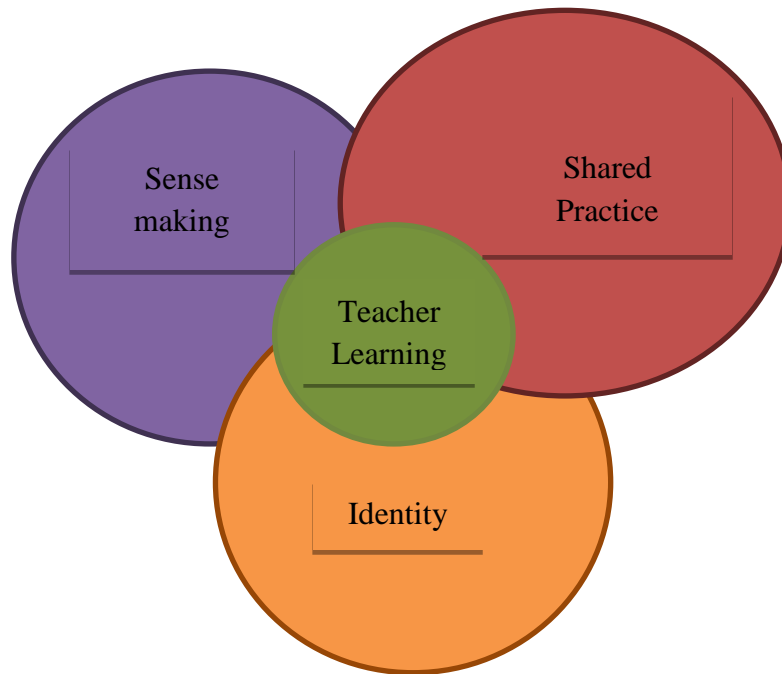 Sense
making
Shared
Practice
Teacher
Learning
Identity